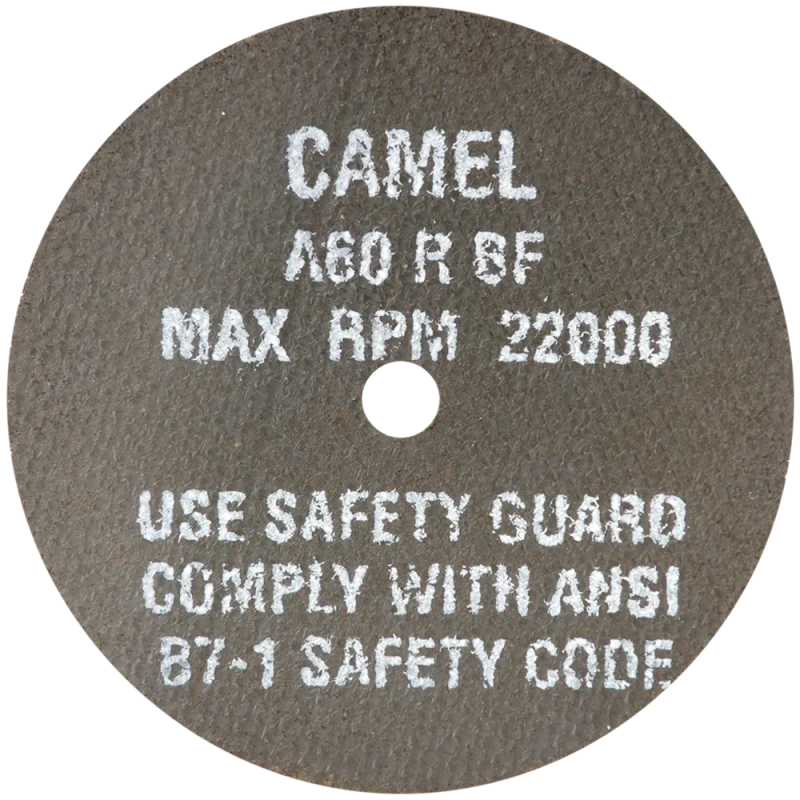 CAMEL
A60 R BF
MAX RPM 22000
USE SAFETY GUARD
COMPLY WITH ANSI
B7-1 SAFETY CODE